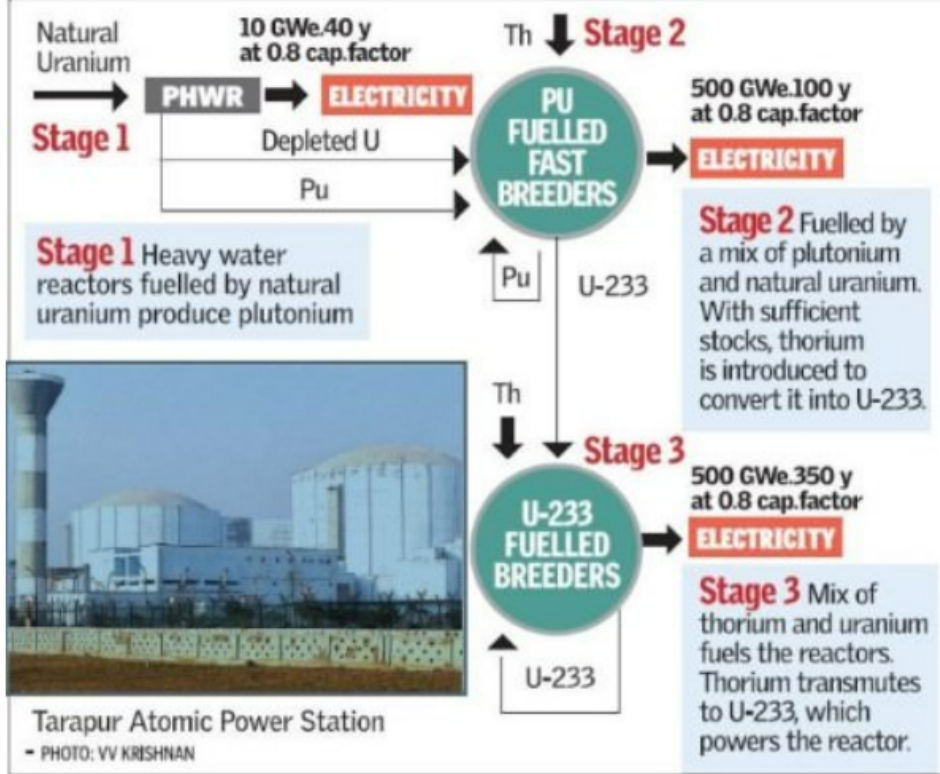 Natural
Uranium
10 GWe.40 y
at 0.8 cap.factor
Th
Stage 2
PHWR
ELECTRICITY
Stage 1
Depleted U
Pu
PU
FUELLED
FAST
BREEDERS
500 GWe.100 y
at 0.8 cap.factor
ELECTRICITY
Stage 1 Heavy water
reactors fuelled by natural
uranium produce plutonium
Pu
U-233
Stage 2 Fuelled by
a mix of plutonium
and natural uranium.
With sufficient
stocks, thorium
is introduced to
convert it into U-233.
Th
Stage 3
U-233
FUELLED
BREEDERS
500 GWe.350 y
at 0.8 cap.factor
ELECTRICITY
U-233
Stage 3 Mix of
thorium and uranium
fuels the reactors.
Thorium transmutes
to U-233, which
powers the reactor.
Tarapur Atomic Power Station
- PHOTO: VV KRISHNAN